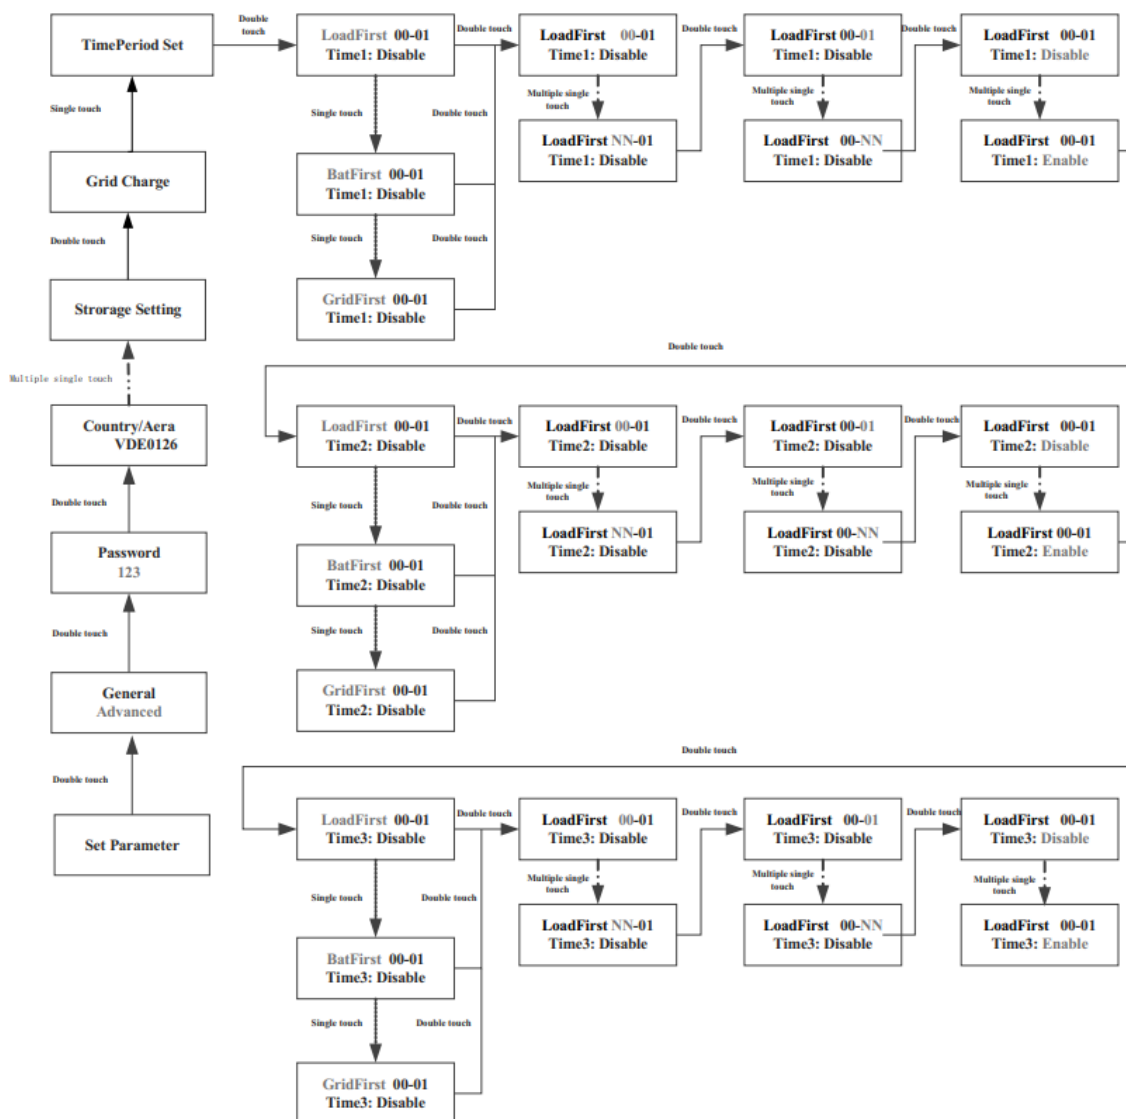 TimePeriod Set
Double
touch
LoadFirst 00-01
Time1: Disable
Double touch
LoadFirst 00-01
Time1: Disable
Double touch
LoadFirst 00-01
Time1: Disable
Double touch
LoadFirst 00-01
Time1: Disable
Single touch
Single touch
Double touch
Multiple single
touch
Multiple single
touch
Multiple single
touch
LoadFirst NN-01
Time1: Disable
LoadFirst 00-NN
Time1: Disable
LoadFirst 00-01
Time1: Enable
Grid Charge
BatFirst 00-01
Time1: Disable
Double touch
Single touch
Double touch
Strorage Setting
GridFirst 00-01
Time1: Disable
Double touch
Multiple single touch
Country/Aera
VDE0126
LoadFirst 00-01
Time2: Disable
Double touch
LoadFirst 00-01
Time2: Disable
Double touch
LoadFirst 00-01
Time2: Disable
Double touch
LoadFirst 00-01
Time2: Disable
Double touch
Single touch
Double touch
Multiple single
touch
Multiple single
touch
Multiple single
touch
LoadFirst NN-01
Time2: Disable
LoadFirst 00-NN
Time2: Disable
LoadFirst 00-01
Time2: Enable
Password
123
BatFirst 00-01
Time2: Disable
Double touch
Single touch
Double touch
General
Advanced
GridFirst 00-01
Time2: Disable
Double touch
Double touch
Set Parameter
LoadFirst 00-01
Time3: Disable
Double touch
LoadFirst 00-01
Time3: Disable
Double touch
LoadFirst 00-01
Time3: Disable
Double touch
LoadFirst 00-01
Time3: Disable
Single touch
Double touch
Multiple single
touch
Multiple single
touch
Multiple single
touch
LoadFirst NN-01
Time3: Disable
LoadFirst 00-NN
Time3: Disable
LoadFirst 00-01
Time3: Enable
BatFirst 00-01
Time3: Disable
Single touch
Double touch
GridFirst 00-01
Time3: Disable